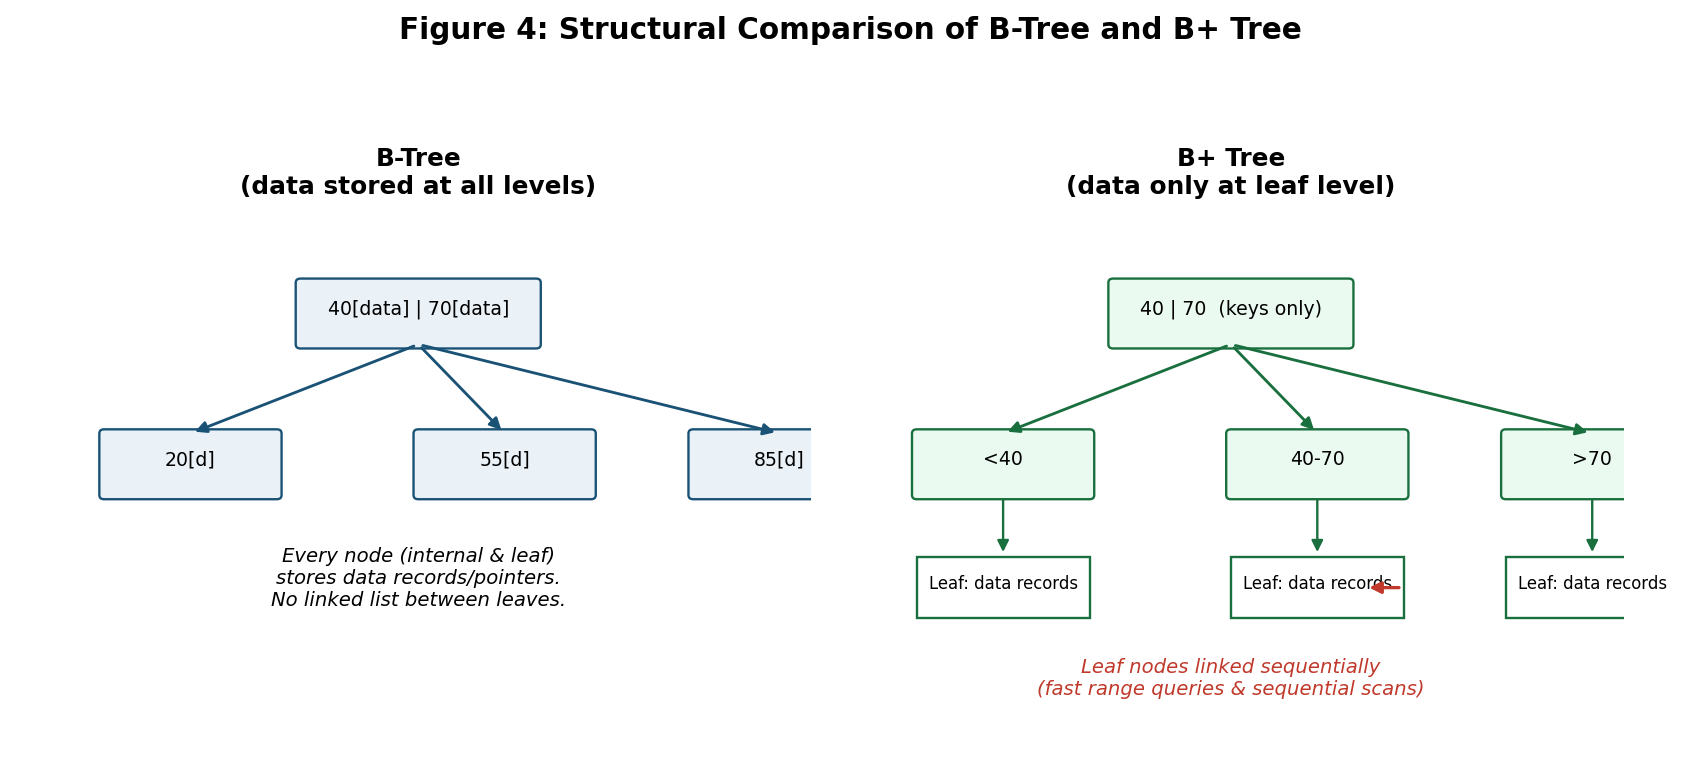 Figure 4: Structural Comparison of B-Tree and B+ Tree
B-Tree
(data stored at all levels)
40[data] | 70[data]
20[d]
55[d]
85[d]
Every node (internal & leaf)
stores data records/pointers.
No linked list between leaves.
B+ Tree
(data only at leaf level)
40 | 70  (keys only)
<40
40-70
>70
Leaf: data records
Leaf: data records
Leaf: data records
Leaf nodes linked sequentially
(fast range queries & sequential scans)